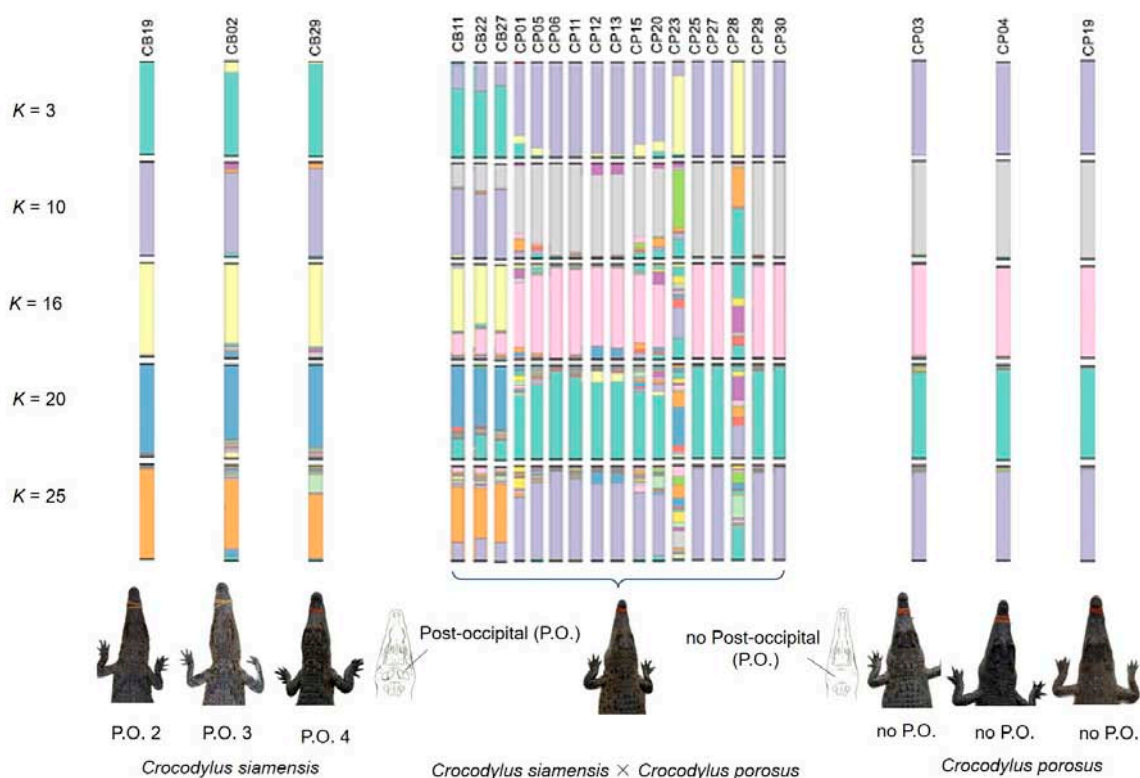 CB19
CB02
CB29
CB11
CB22
CB27
CP01
CP05
CP06
CP11
CP12
CP13
CP15
CP20
CP23
CP25
CP27
CP28
CP29
CP30
CP03
CP04
CP19
K = 3
K = 10
K = 16
K = 20
K = 25
Post-occipital (P.O.)
no Post-occipital
(P.O.)
P.O. 2
P.O. 3
P.O. 4
no P.O.
no P.O.
no P.O.
Crocodylus siamensis
Crocodylus siamensis × Crocodylus porosus
Crocodylus porosus